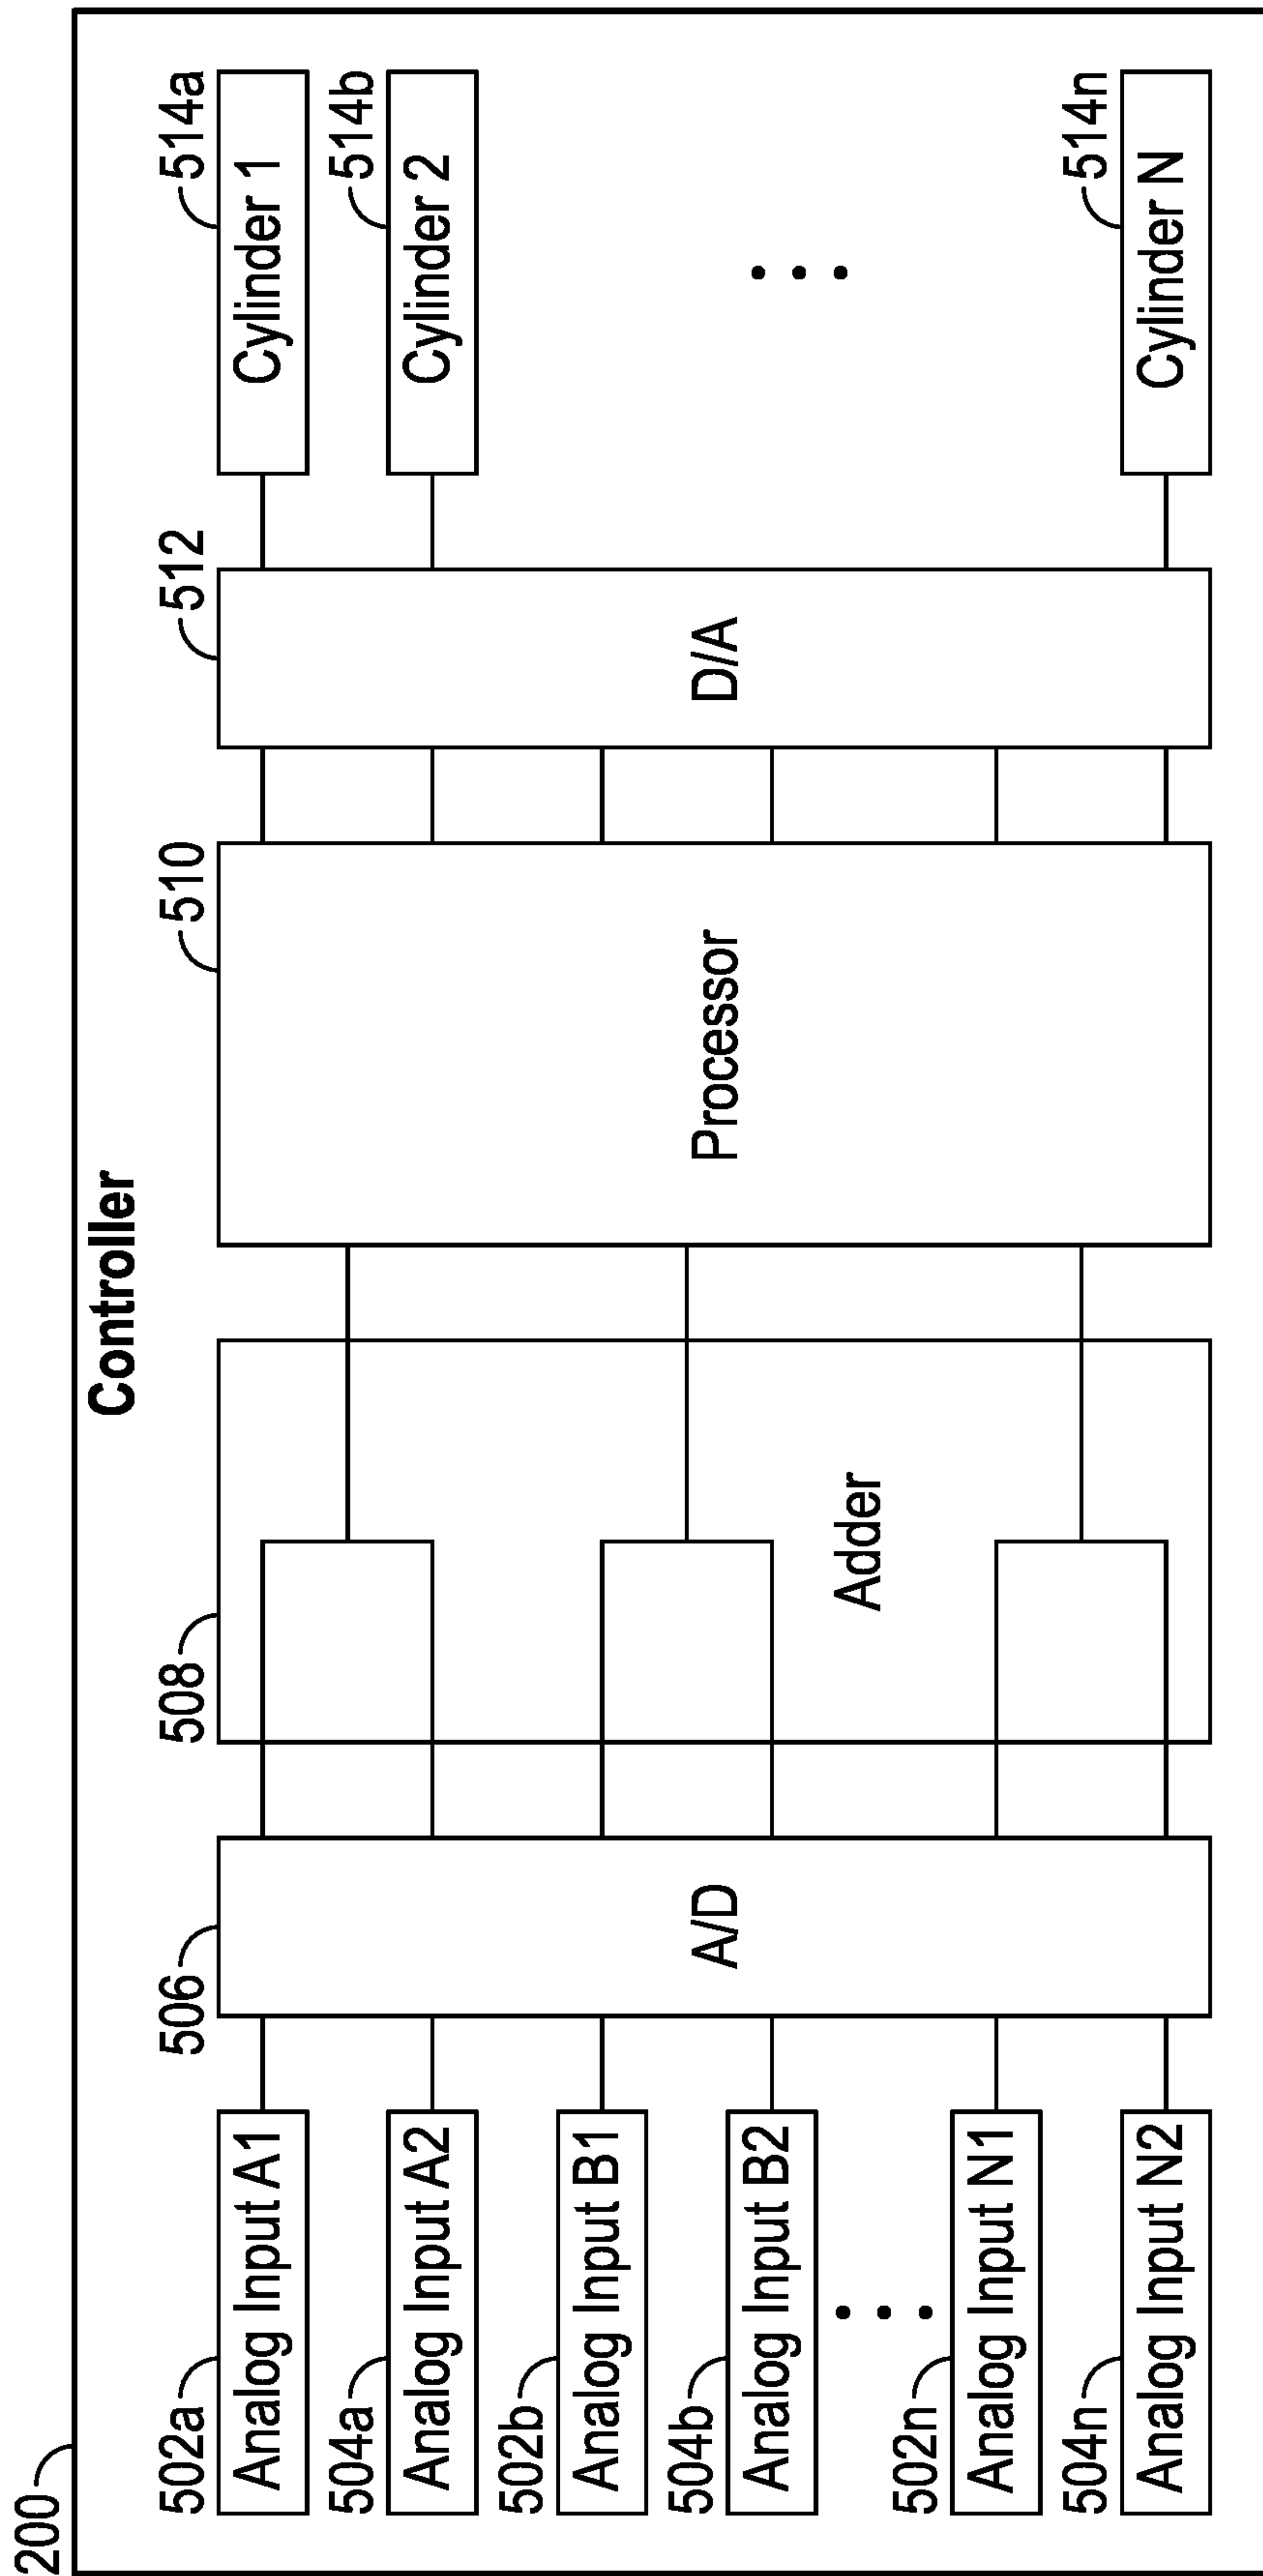 200
Controller
502a
Analog Input A1
504a
Analog Input A2
502b
Analog Input B1
504b
Analog Input B2
502n
Analog Input N1
504n
Analog Input N2
506
A/D
508
Adder
510
Processor
512
D/A
514a
Cylinder 1
514b
Cylinder 2
514n
Cylinder N